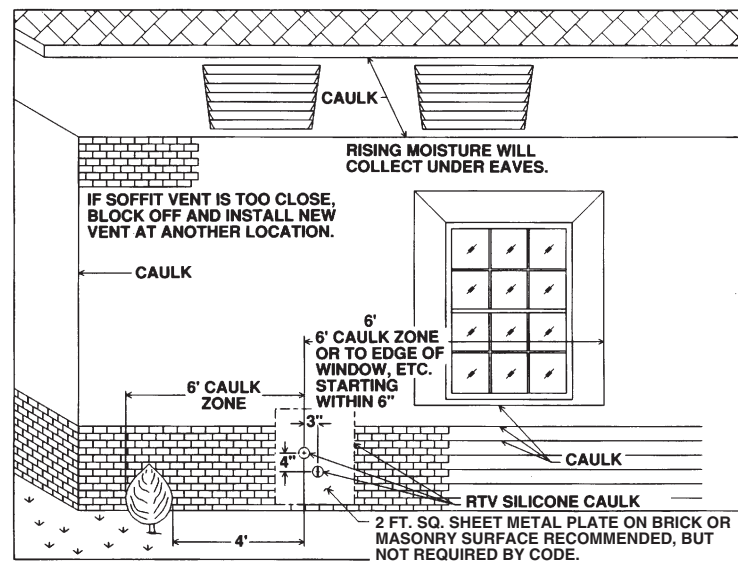 CAULK
RISING MOISTURE WILL
COLLECT UNDER EAVES.
IF SOFFIT VENT IS TOO CLOSE,
BLOCK OFF AND INSTALL NEW
VENT AT ANOTHER LOCATION.
CAULK
6'
6' CAULK ZONE
OR TO EDGE OF
WINDOW, ETC.
STARTING
WITHIN 6"
6' CAULK
ZONE
3"
4"
CAULK
RTV SILICONE CAULK
2 FT. SQ. SHEET METAL PLATE ON BRICK OR
MASONRY SURFACE RECOMMENDED, BUT
NOT REQUIRED BY CODE.
4'